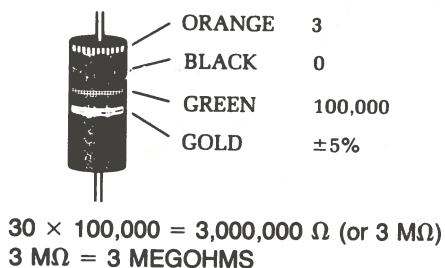 ORANGE 3
BLACK 0
GREEN 100,000
GOLD ±5%
30 × 100,000 = 3,000,000 Ω (or 3 MΩ)
3 MΩ = 3 MEGOHMS